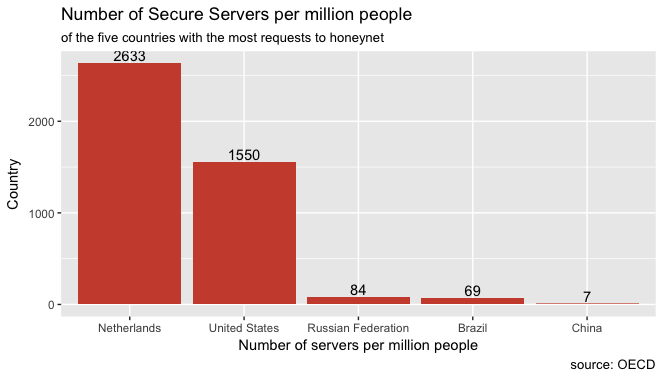 Number of Secure Servers per million people
of the five countries with the most requests to honeynet
2633
1550
84
69
7
2000
1000
0
Country
Netherlands
United States
Russian Federation
Brazil
China
Number of servers per million people
source: OECD